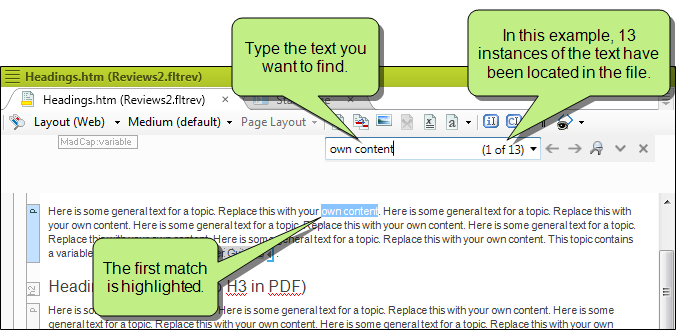 Type the text you
want to find.
In this example, 13
instances of the text have
been located in the file.
Headings.htm (Reviews2.fltrev)
Headings.htm (Reviews2.fltrev)
Layout (Web) Medium (default) Page Layout
MadCap:variable
own content (1 of 13)
Here is some general text for a topic. Replace this with your own content. Here is some general text for a topic. Replace this with
your own content. Here is some general text for a topic. Replace this with your own content. Here is some general text for a topic.
Replace this with your own content. Here is some general text for a topic. Replace this with your own content. This topic contains
a variable
The first match
is highlighted.
H3 in PDF)
Here is some general text for a topic. Replace this with your own content. Here is some general text for a topic. Replace this with your own
content. Here is some general text for a topic. Replace this with your own content. Here is some general text for a